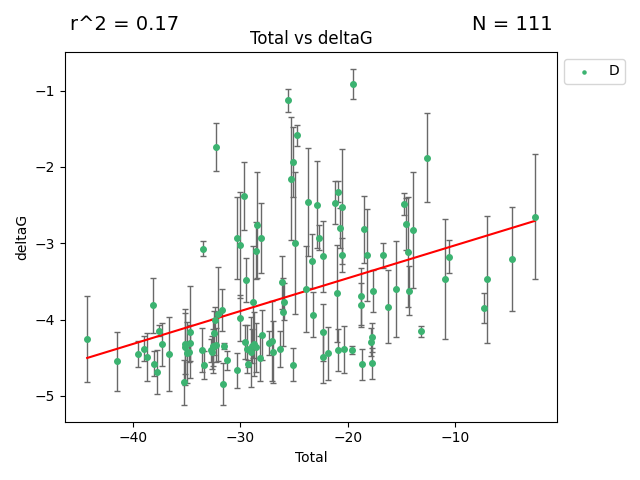 r^2 = 0.17
N = 111
Total vs deltaG
D
deltaG
−1
−2
−3
−4
−5
−40
−30
−20
−10
Total